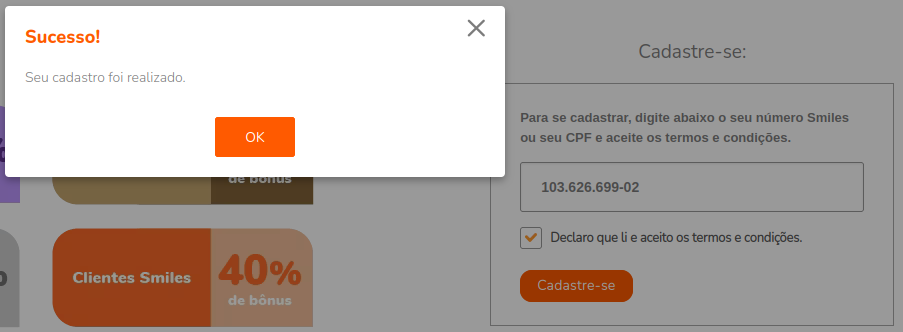 Sucesso!
Seu cadastro foi realizado.
OK
de bônus
Clientes Smiles
40%
de bônus
Cadastre-se:
Para se cadastrar, digite abaixo o seu número Smiles
ou seu CPF e aceite os termos e condições.
103.626.699-02
Declaro que li e aceito os termos e condições.
Cadastre-se